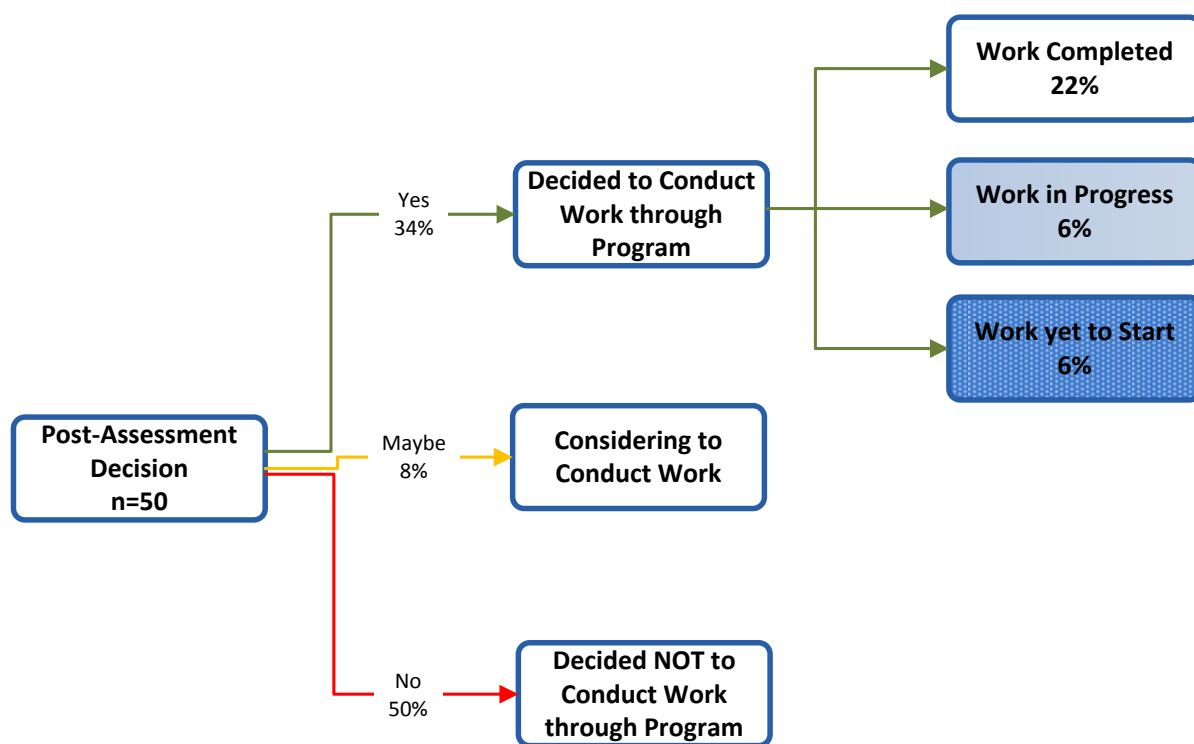 Post-Assessment
Decision
n=50
Yes
34%
Decided to Conduct
Work through
Program
Work Completed
22%
Work in Progress
6%
Work yet to Start
6%
Maybe
8%
Considering to
Conduct Work
No
50%
Decided NOT to
Conduct Work
through Program